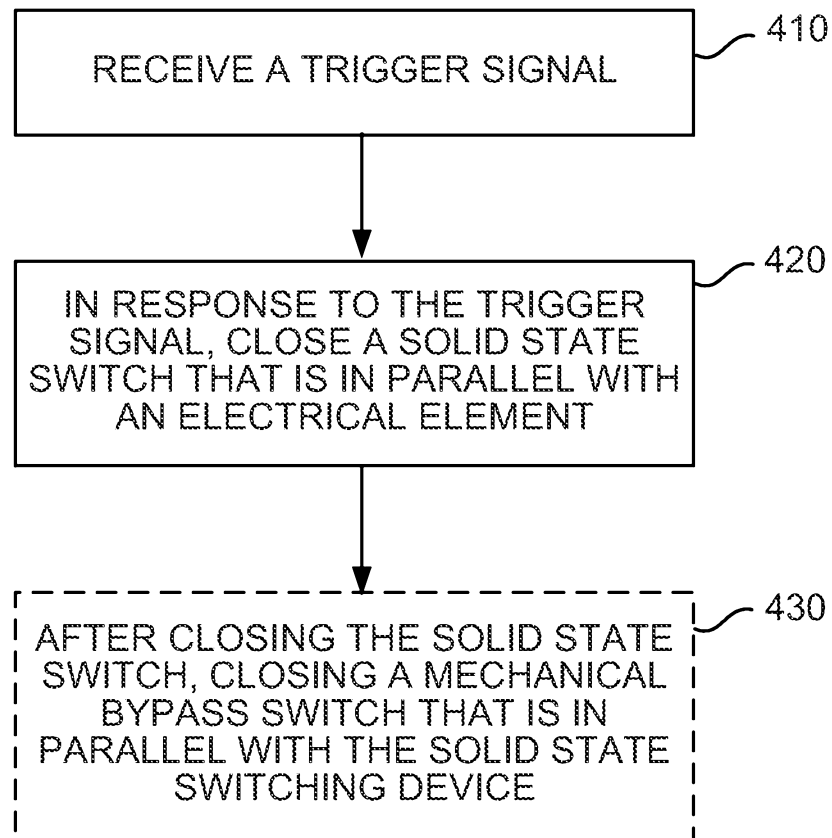 410
RECEIVE A TRIGGER SIGNAL
420
IN RESPONSE TO THE TRIGGER
SIGNAL, CLOSE A SOLID STATE
SWITCH THAT IS IN PARALLEL WITH
AN ELECTRICAL ELEMENT
430
AFTER CLOSING THE SOLID STATE
SWITCH, CLOSING A MECHANICAL
BYPASS SWITCH THAT IS IN
PARALLEL WITH THE SOLID STATE
SWITCHING DEVICE